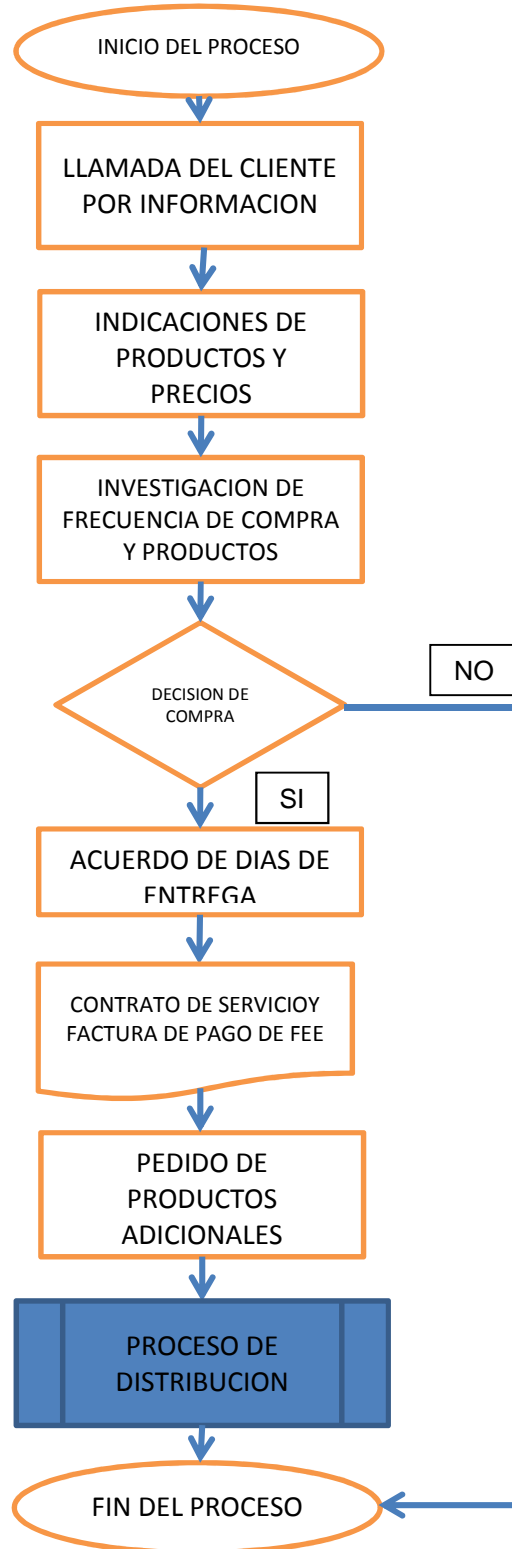 INICIO DEL PROCESO
LLAMADA DEL CLIENTE
POR INFORMACION
INDICACIONES DE
PRODUCTOS Y
PRECIOS
INVESTIGACION DE
FRECUENCIA DE COMPRA
Y PRODUCTOS
DECISION DE
COMPRA
NO
SI
ACUERDO DE DIAS DE
ENTREGA
CONTRATO DE SERVICIOY
FACTURA DE PAGO DE FEE
PEDIDO DE
PRODUCTOS
ADICIONALES
PROCESO DE
DISTRIBUCION
FIN DEL PROCESO